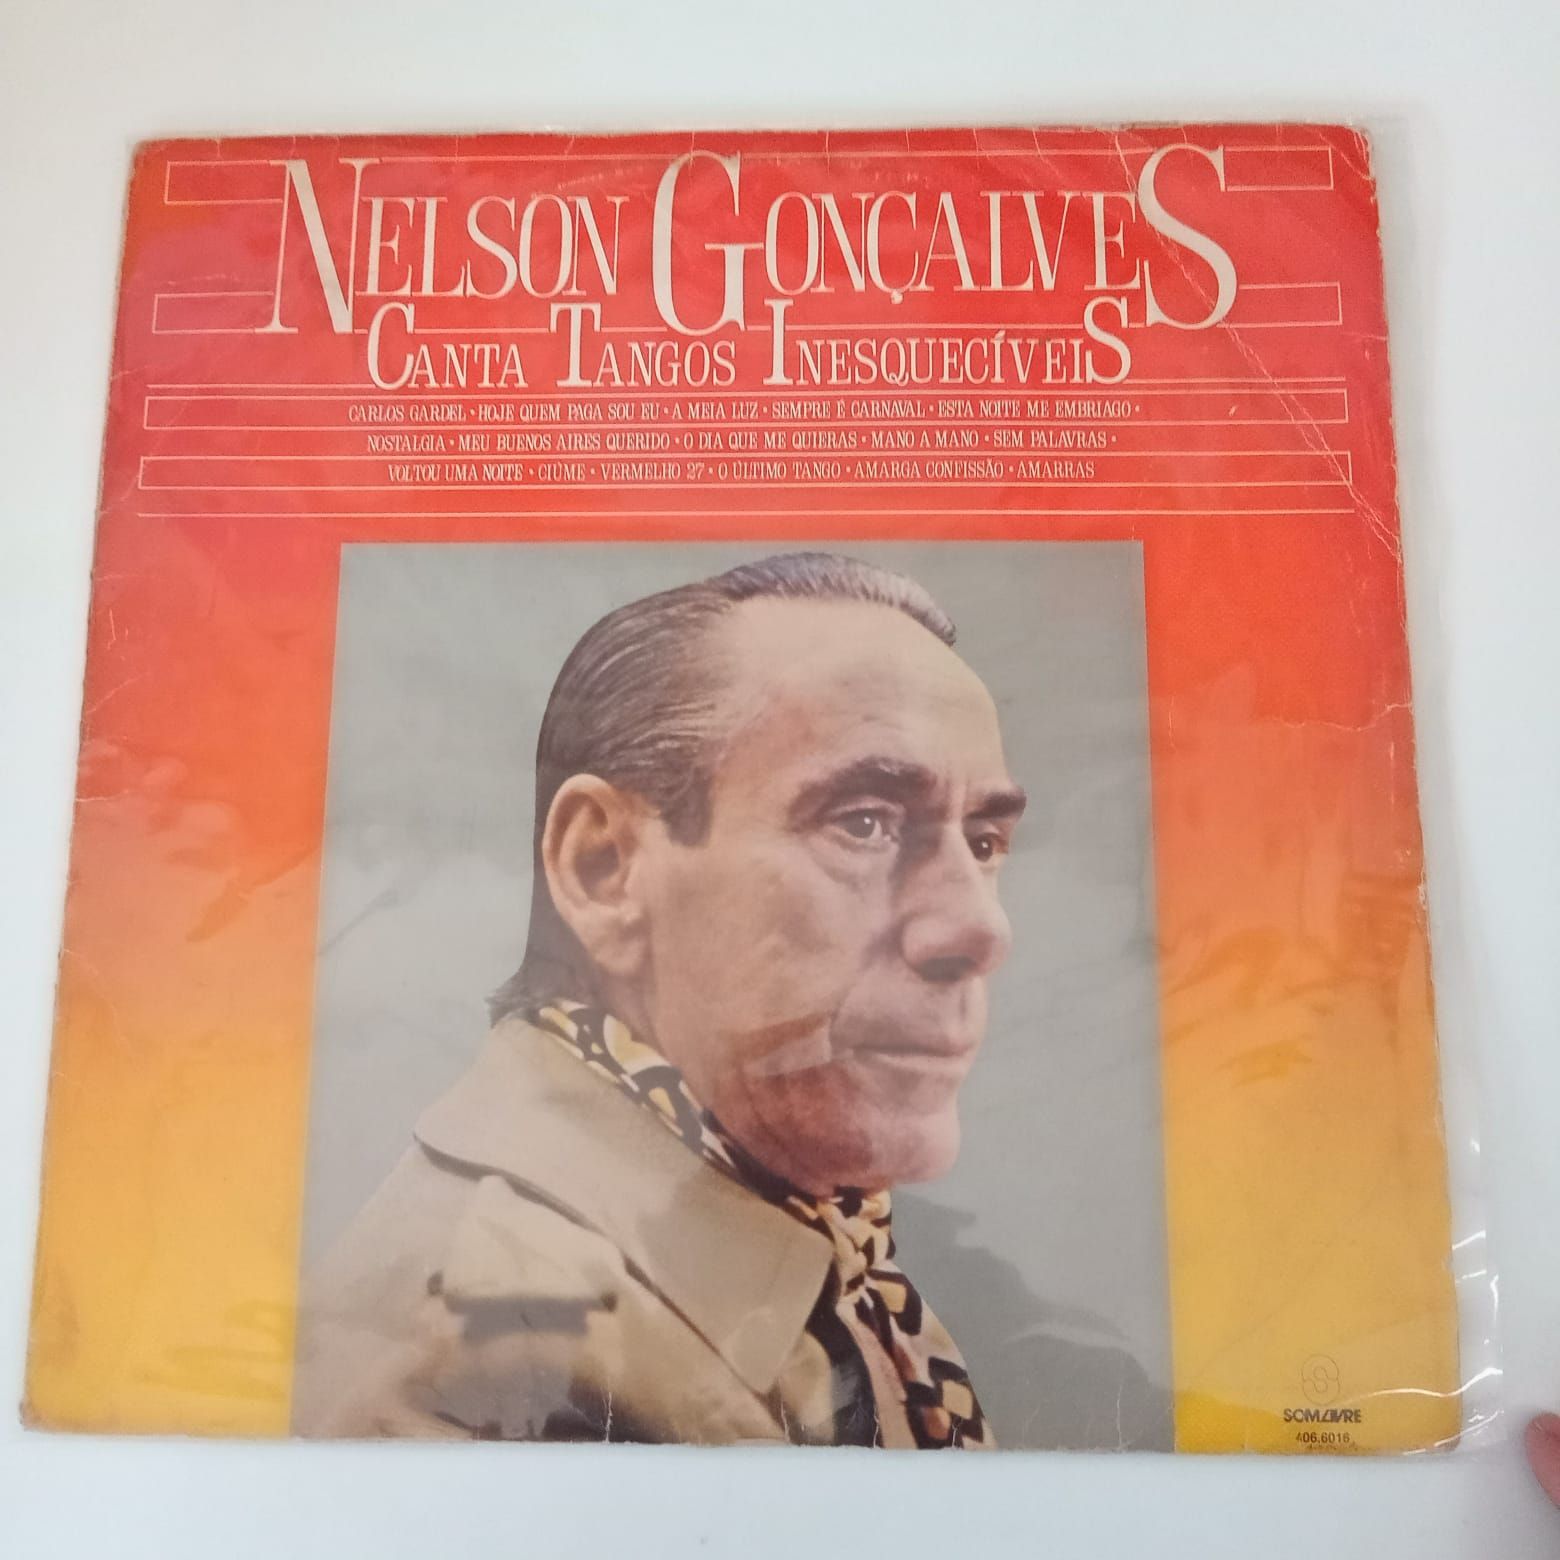 NELSON GONÇALVES
CANTA TANGOS INESQUECÍVEIS
CARLOS GARDEL • HOJE QUEM PAGA SOU EU • A MEIA LUZ • SEMPRE É CARNAVAL • ESTA NOITE ME EMBRIAGO •
NOSTALGIA • MEU BUENOS AIRES QUERIDO • O DIA QUE ME QUIERAS • MANO A MANO • SEM PALAVRAS •
VOLTOU UMA NOITE • CIÚME • VERMELHO 27 • O ÚLTIMO TANGO • AMARGA CONFISSÃO • AMARRAS
SOM LIVRE
406.6016